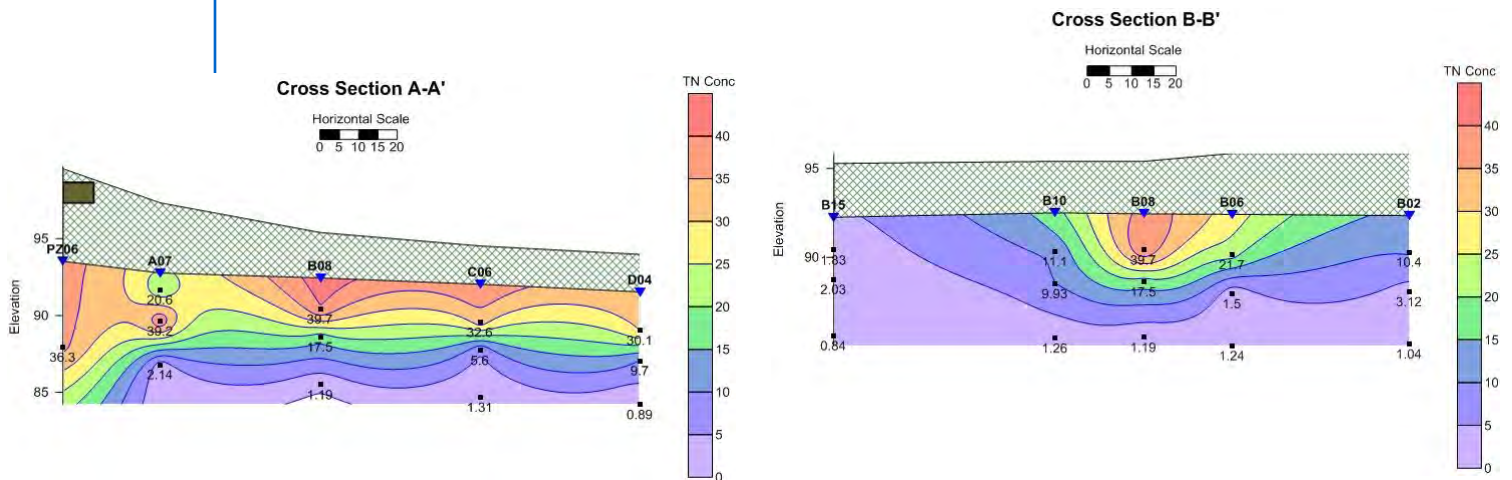 Cross Section A-A'
Horizontal Scale
0 5 10 15 20
TN Conc
40
35
30
25
20
15
10
5
0
Elevation
95
90
85
PZ06
A07
B08
C06
D04
36.3
20.6
39.2
2.14
39.7
17.5
1.19
32.6
5.6
1.31
30.1
9.7
0.89
Cross Section B-B'
Horizontal Scale
0 5 10 15 20
TN Conc
40
35
30
25
20
15
10
5
0
Elevation
95
90
B15
B10
B08
B06
B02
1.83
2.03
0.84
11.1
9.93
1.26
39.7
17.5
1.19
21.7
1.5
1.24
10.4
3.12
1.04